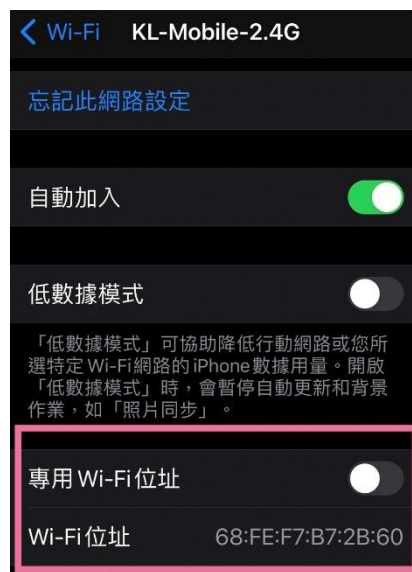 Wi-Fi KL-Mobile-2.4G
忘記此網路設定
自動加入
低數據模式
「低數據模式」可協助降低行動網路或您所
選特定 Wi-Fi 網路的 iPhone 數據用量。開啟
「低數據模式」時，會暫停自動更新和背景
作業，如「照片同步」。
專用 Wi-Fi 位址
Wi-Fi 位址 68:FE:F7:B7:2B:60